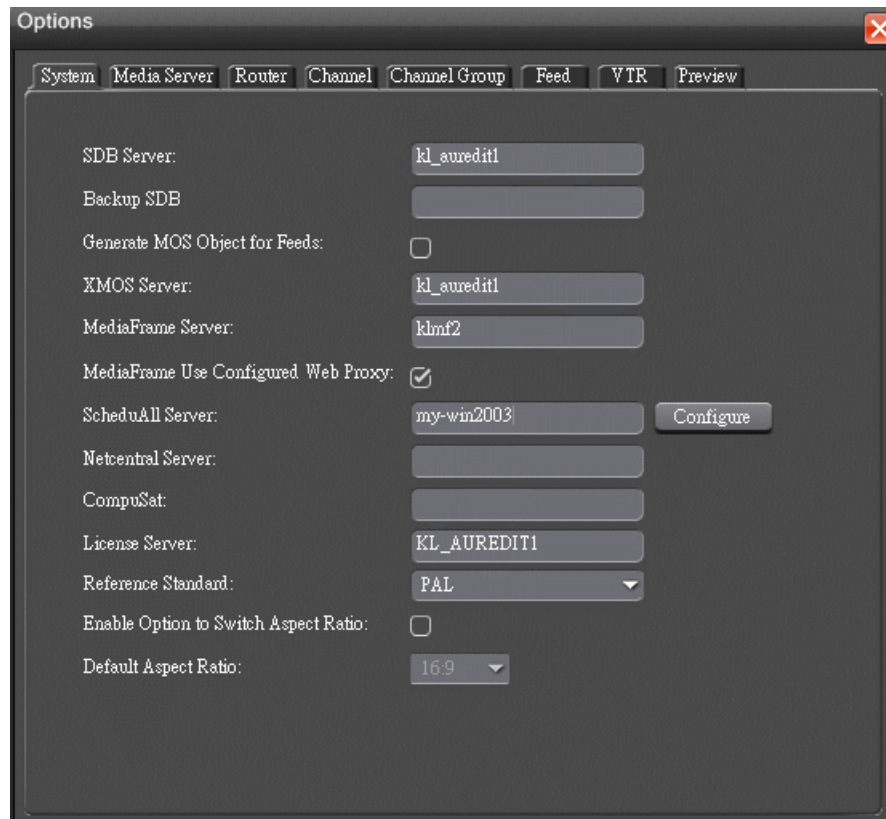 Options
System Media Server Router Channel Channel Group Feed VTR Preview
SDB Server: kl_auredit1
Backup SDB
Generate MOS Object for Feeds:
XMOS Server: kl_auredit1
MediaFrame Server: klmf2
MediaFrame Use Configured Web Proxy:
ScheduAll Server: my-win2003 Configure
Netcentral Server:
CompuSat:
License Server: KL_AUREDIT1
Reference Standard: PAL
Enable Option to Switch Aspect Ratio:
Default Aspect Ratio: 16:9